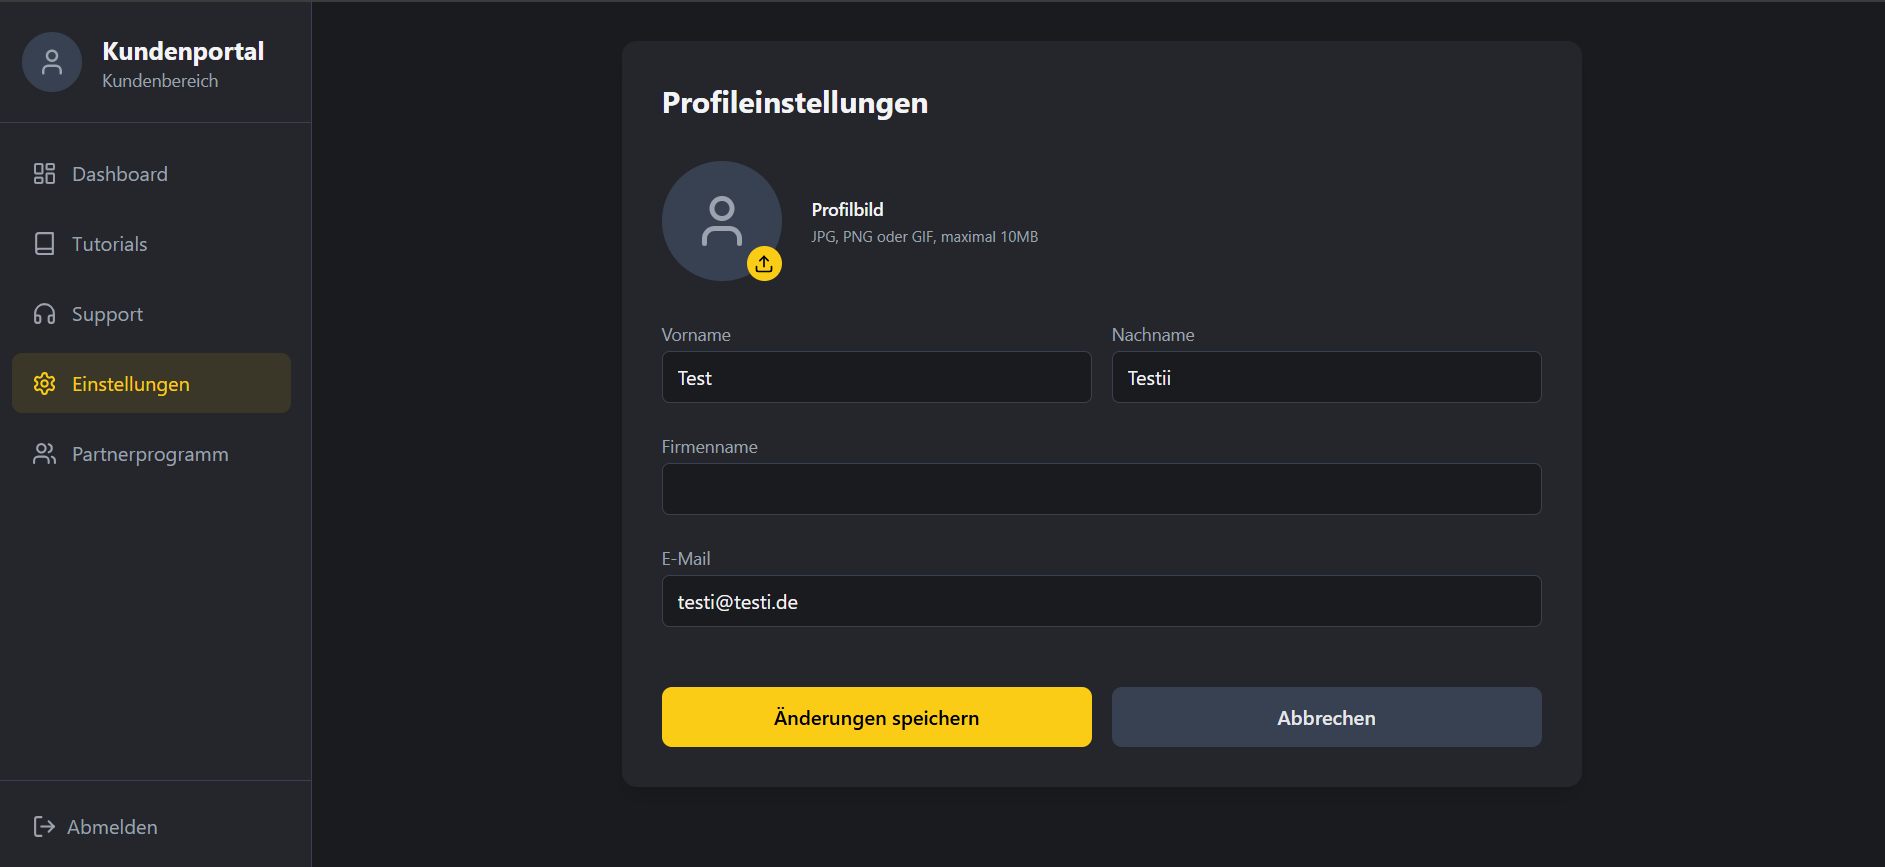 Kundenportal
Kundenbereich
Dashboard
Tutorials
Support
Einstellungen
Partnerprogramm
Abmelden
Profileinstellungen
Profilbild
JPG, PNG oder GIF, maximal 10MB
Vorname
Test
Nachname
Testii
Firmenname
E-Mail
testi@testi.de
Änderungen speichern
Abbrechen